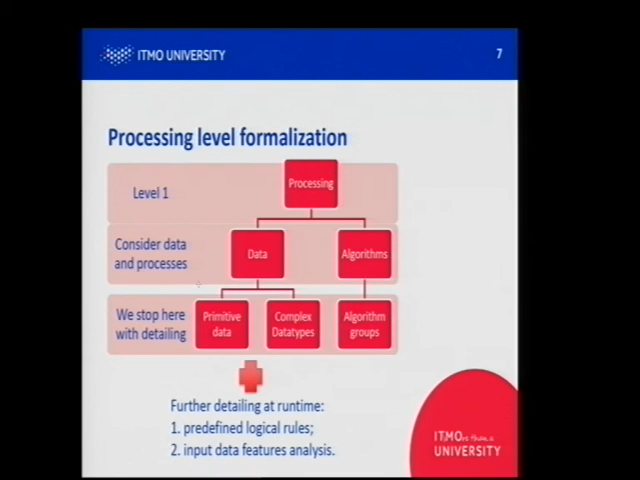 ITMO UNIVERSITY
7
Processing level formalization
Level 1
Processing
Consider data
and processes
Data
Algorithms
We stop here
with detailing
Primitive
data
Complex
Datatypes
Algorithm
groups
Further detailing at runtime:
1. predefined logical rules;
2. input data features analysis.
ITMO re than a
UNIVERSITY